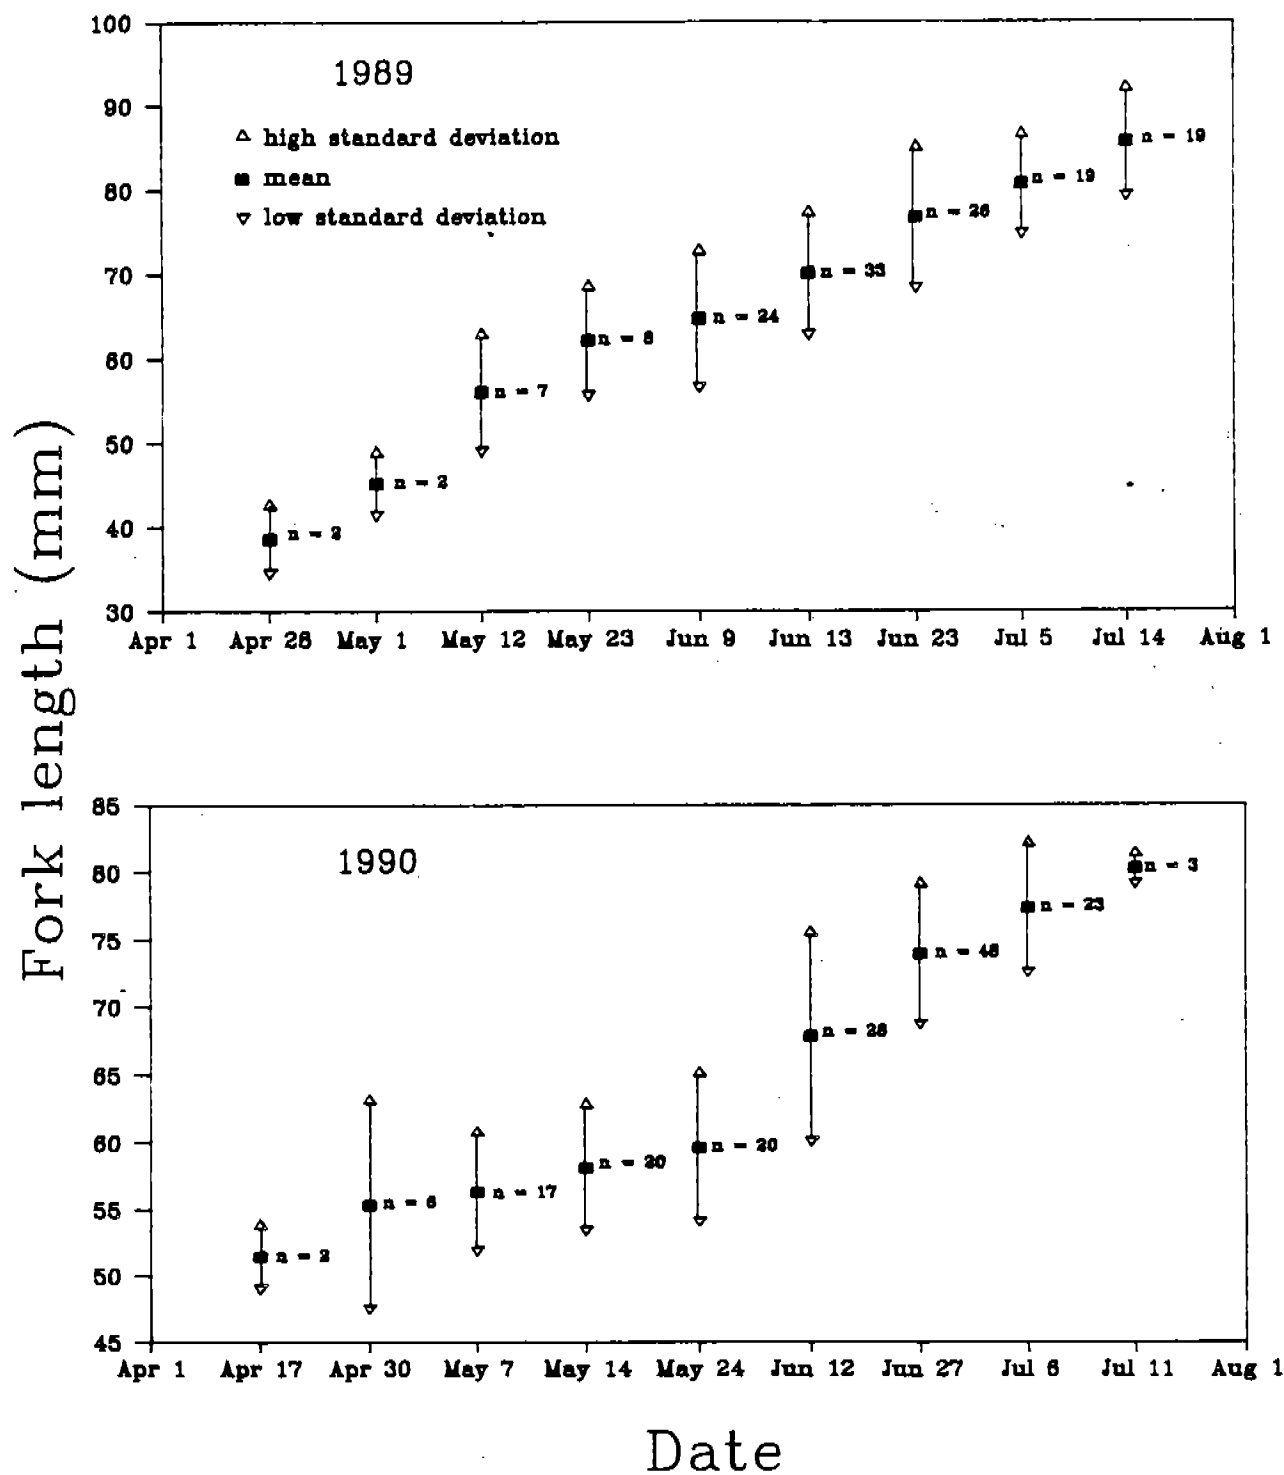 Fork length (mm)
100
90
80
70
60
50
40
30
1989
high standard deviation
mean
low standard deviation
n = 2
n = 2
n = 7
n = 8
n = 24
n = 33
n = 26
n = 19
n = 19
Apr 1 Apr 28 May 1 May 12 May 23 Jun 9 Jun 13 Jun 23 Jul 5 Jul 14 Aug 1
85
80
75
70
65
60
55
50
45
1990
n = 2
n = 6
n = 17
n = 20
n = 20
n = 28
n = 23
n = 3
Apr 1 Apr 17 Apr 30 May 7 May 14 May 24 Jun 12 Jun 27 Jul 6 Jul 11 Aug 1
Date